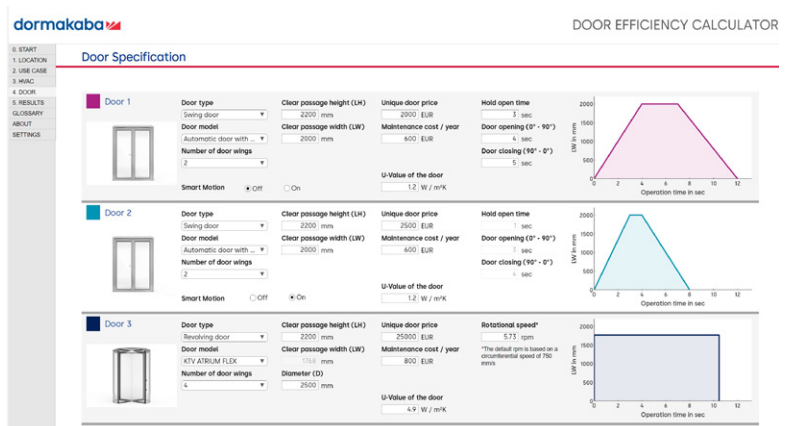 dormakaba
DOOR EFFICIENCY CALCULATOR
0. START
1. LOCATION
2. USE CASE
3. HVAC
4. DOOR
5. RESULTS
GLOSSARY
ABOUT
SETTINGS
Door Specification
Door 1
Door type
Swing door
Door model
Automatic door with ...
Number of door wings
2
Smart Motion Off On
Clear passage height (LH)
2200 mm
Clear passage width (LW)
2000 mm
Unique door price
2000 EUR
Maintenance cost / year
600 EUR
U-Value of the door
1.2 W / m²K
Hold open time
3 sec
Door opening (0° - 90°)
4 sec
Door closing (90° - 0°)
5 sec
LW in mm
2000
1500
1000
500
0
0 2 4 6 8 10 12
Operation time in sec
Door 2
Door type
Swing door
Door model
Automatic door with ...
Number of door wings
2
Smart Motion Off On
Clear passage height (LH)
2200 mm
Clear passage width (LW)
2000 mm
Unique door price
2500 EUR
Maintenance cost / year
600 EUR
U-Value of the door
1.2 W / m²K
Hold open time
1 sec
Door opening (0° - 90°)
3 sec
Door closing (90° - 0°)
4 sec
LW in mm
2000
1500
1000
500
0
0 2 4 6 8 10 12
Operation time in sec
Door 3
Door type
Revolving door
Door model
KTV ATRIUM FLEX
Number of door wings
4
Clear passage height (LH)
2200 mm
Clear passage width (LW)
1768 mm
Diameter (D)
2500 mm
Unique door price
25000 EUR
Maintenance cost / year
800 EUR
U-Value of the door
4.9 W / m²K
Rotational speed*
5.73 rpm
*The default rpm is based on a
circumferential speed of 750
mm/s
LW in mm
2000
1500
1000
500
0
0 2 4 6 8 10 12
Operation time in sec